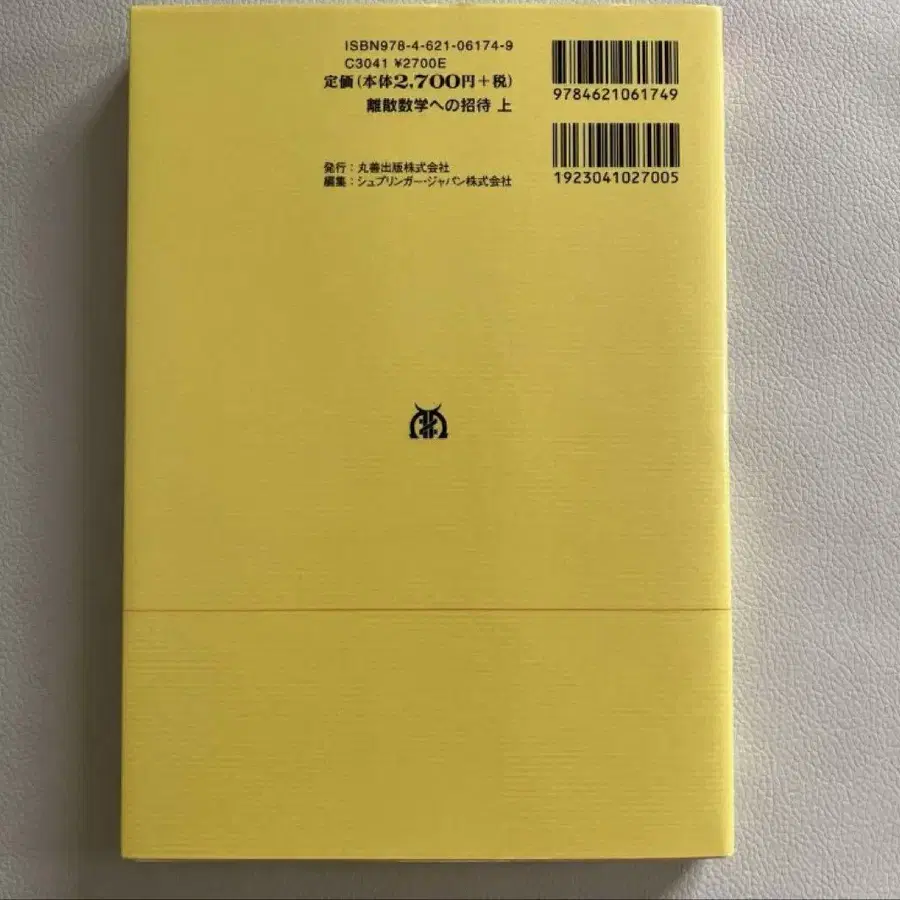 ISBN978-4-621-06174-9
C3041 ¥2700E
定価(本体2,700円+税)
離散数学への招待 上
発行:丸善出版株式会社
編集:シュプリンガー・ジャパン株式会社
9784621061749
1923041027005